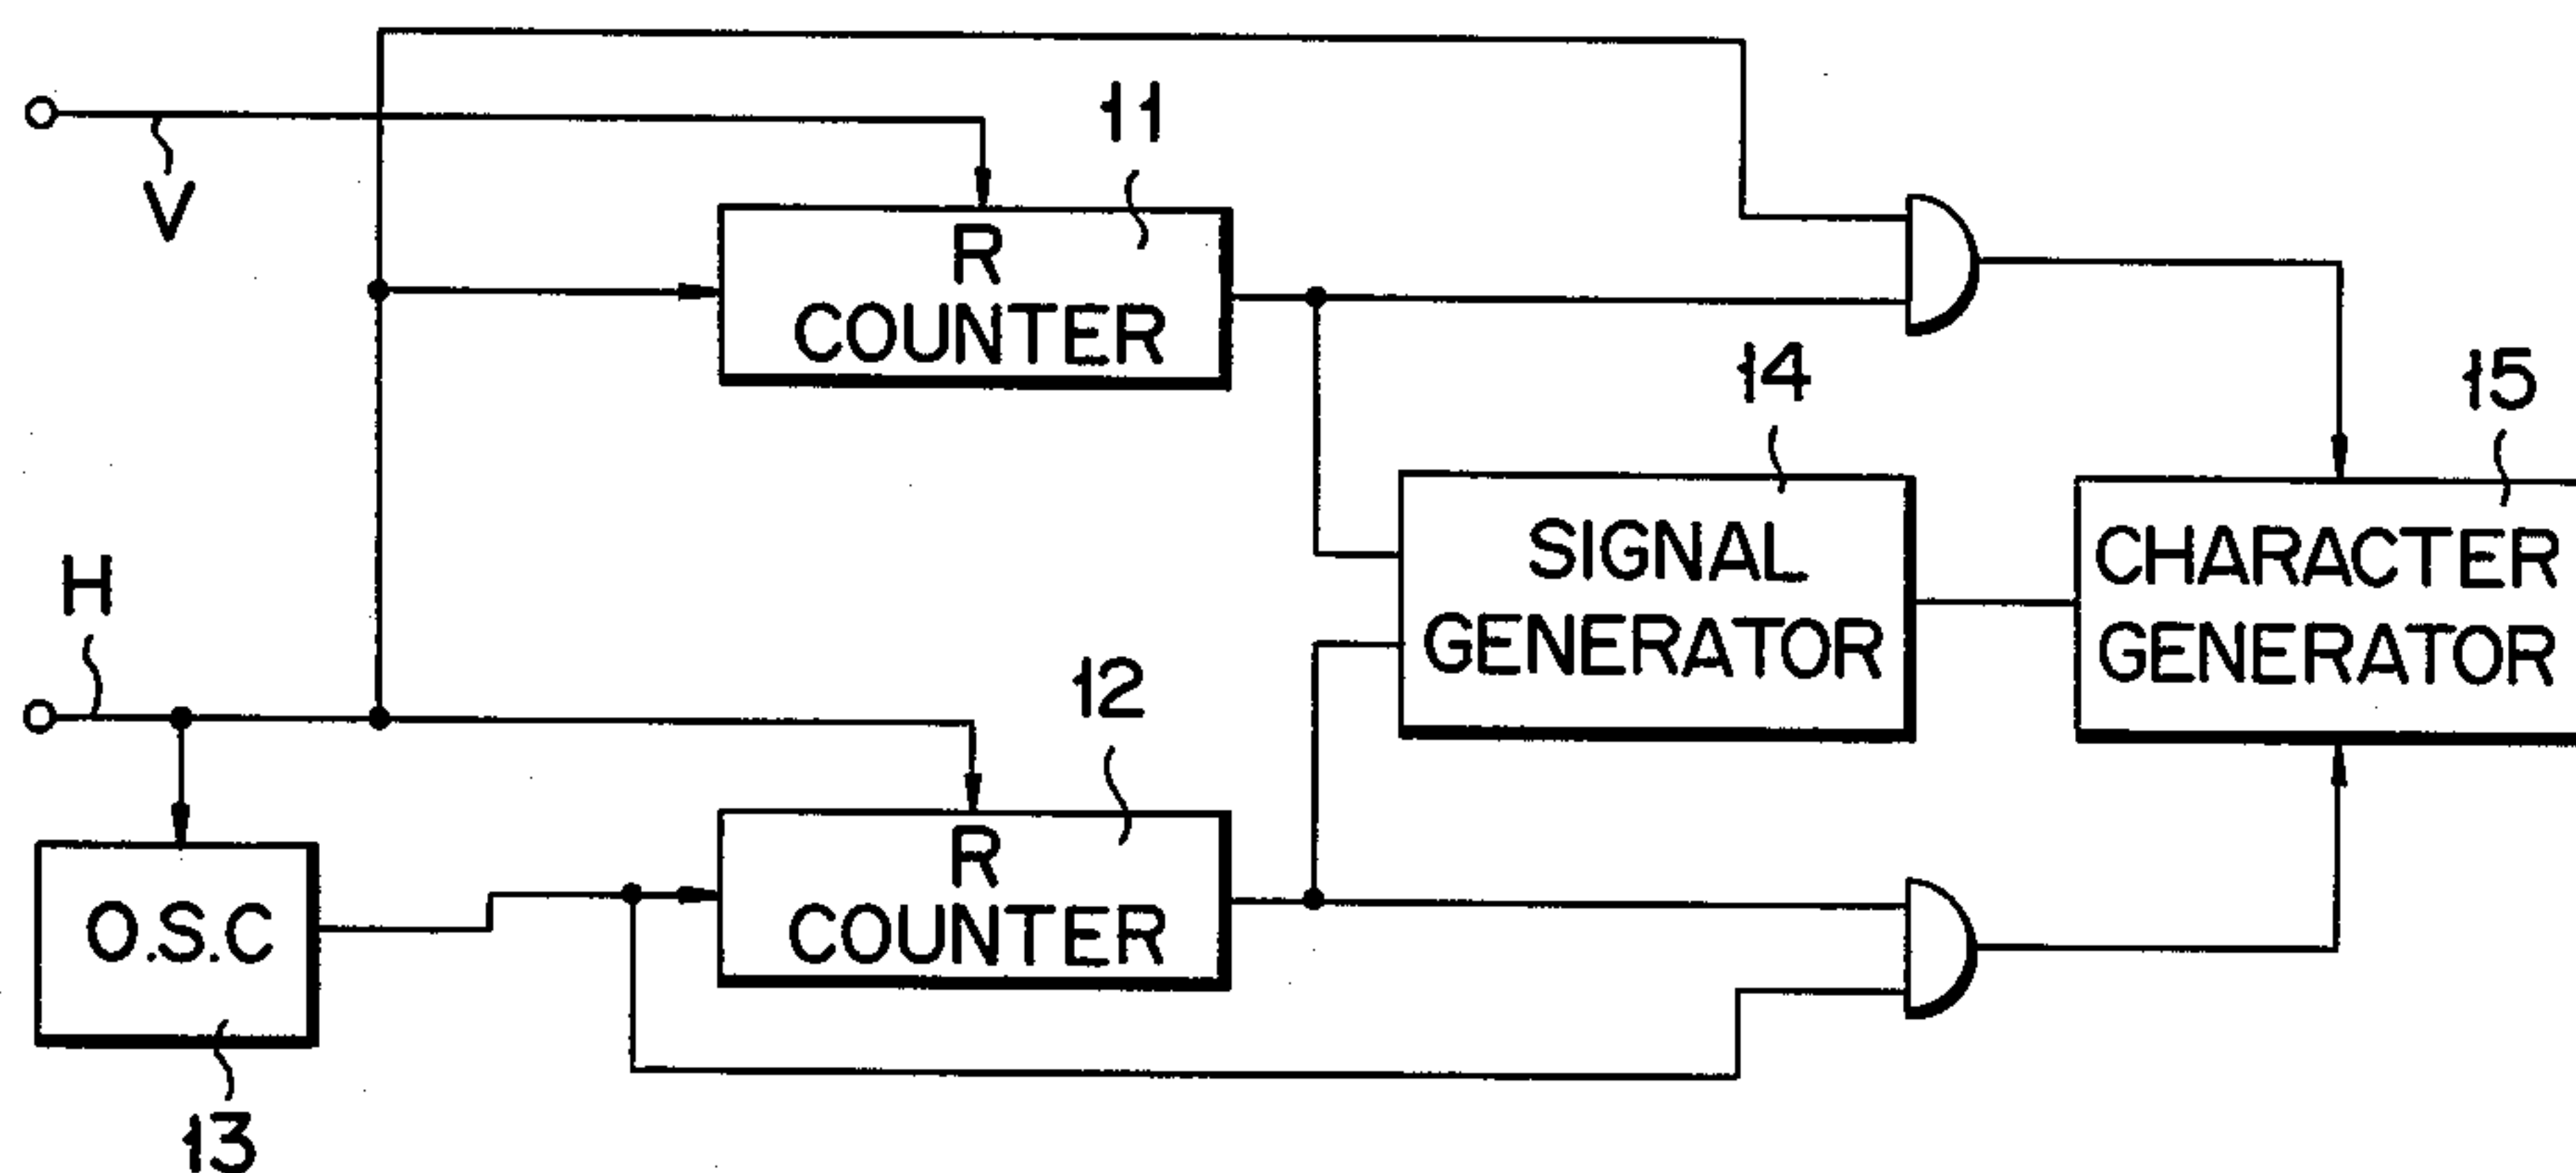 11
V
R
COUNTER
14
15
SIGNAL
GENERATOR
CHARACTER
GENERATOR
H
12
R
COUNTER
O.S.C
13